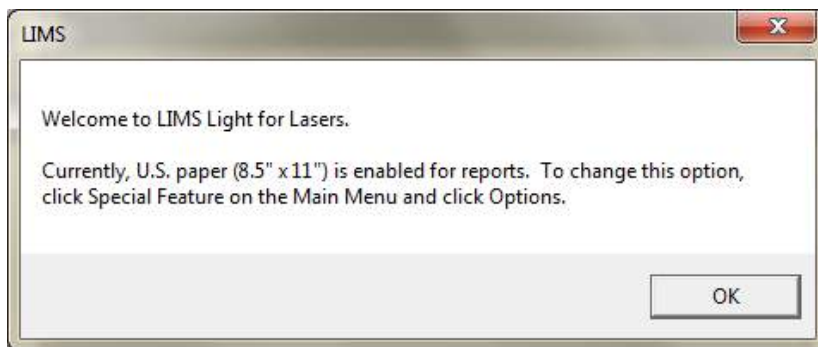 LIMS
Welcome to LIMS Light for Lasers.
Currently, U.S. paper (8.5" x 11") is enabled for reports.  To change this option,
click Special Feature on the Main Menu and click Options.
OK